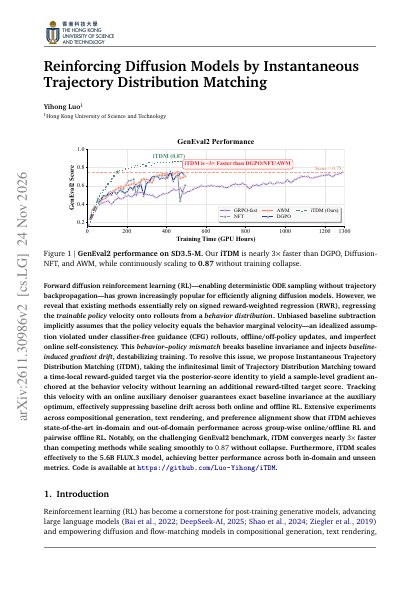 香港科技大學
THE HONG KONG
UNIVERSITY OF SCIENCE
AND TECHNOLOGY
Reinforcing Diffusion Models by Instantaneous
Trajectory Distribution Matching
Yihong Luo¹
¹Hong Kong University of Science and Technology
GenEval2 Performance
iTDM (0.87)
iTDM is ~3× Faster than DGPO/NFT/AWM
Score = 0.75
GenEval2 Score
1.0
0.8
0.6
0.4
0.2
GRPO-fast
AWM
iTDM (Ours)
NFT
DGPO
0
200
400
600
800
1000
1200
1300
Training Time (GPU Hours)
Figure 1 | GenEval2 performance on SD3.5-M. Our iTDM is nearly 3× faster than DGPO, Diffusion-
NFT, and AWM, while continuously scaling to 0.87 without training collapse.
Forward diffusion reinforcement learning (RL)—enabling deterministic ODE sampling without trajectory
backpropagation—has grown increasingly popular for efficiently aligning diffusion models. However, we
reveal that existing methods essentially rely on signed reward-weighted regression (RWR), regressing
the trainable policy velocity onto rollouts from a behavior distribution. Unbiased baseline subtraction
implicitly assumes that the policy velocity equals the behavior marginal velocity—an idealized assump-
tion violated under classifier-free guidance (CFG) rollouts, offline/off-policy updates, and imperfect
online self-consistency. This behavior–policy mismatch breaks baseline invariance and injects baseline-
induced gradient drift, destabilizing training. To resolve this issue, we propose Instantaneous Trajectory
Distribution Matching (iTDM), taking the infinitesimal limit of Trajectory Distribution Matching toward
a time-local reward-guided target via the posterior-score identity to yield a sample-level gradient an-
chored at the behavior velocity without learning an additional reward-tilted target score. Tracking
this velocity with an online auxiliary denoiser guarantees exact baseline invariance at the auxiliary
optimum, effectively suppressing baseline drift across both online and offline RL. Extensive experiments
across compositional generation, text rendering, and preference alignment show that iTDM achieves
state-of-the-art in-domain and out-of-domain performance across group-wise online/offline RL and
pairwise offline RL. Notably, on the challenging GenEval2 benchmark, iTDM converges nearly 3× faster
than competing methods while scaling smoothly to 0.87 without collapse. Furthermore, iTDM scales
effectively to the 5.6B FLUX.3 model, achieving better performance across both in-domain and unseen
metrics. Code is available at https://github.com/Luo-Yihong/iTDM.
1. Introduction
Reinforcement learning (RL) has become a cornerstone for post-training generative models, advancing
large language models (Bai et al., 2022; DeepSeek-AI, 2025; Shao et al., 2024; Ziegler et al., 2019)
and empowering diffusion and flow-matching models in compositional generation, text rendering,
arXiv:2611.30986v2 [cs.LG] 24 Nov 2026